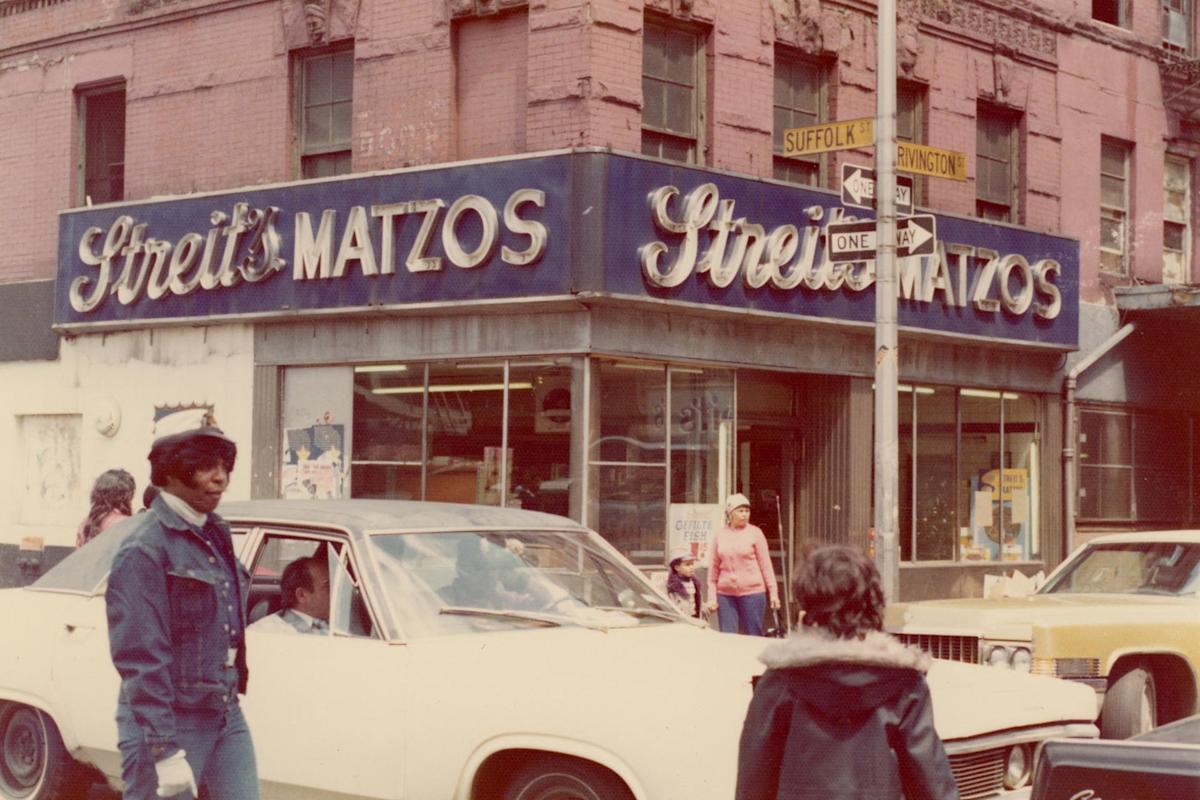 SUFFOLK ST
RIVINGTON ST
ONE WAY
ONE WAY
Streit's MATZOS
Streit's MATZOS
GEFILTE
FISH